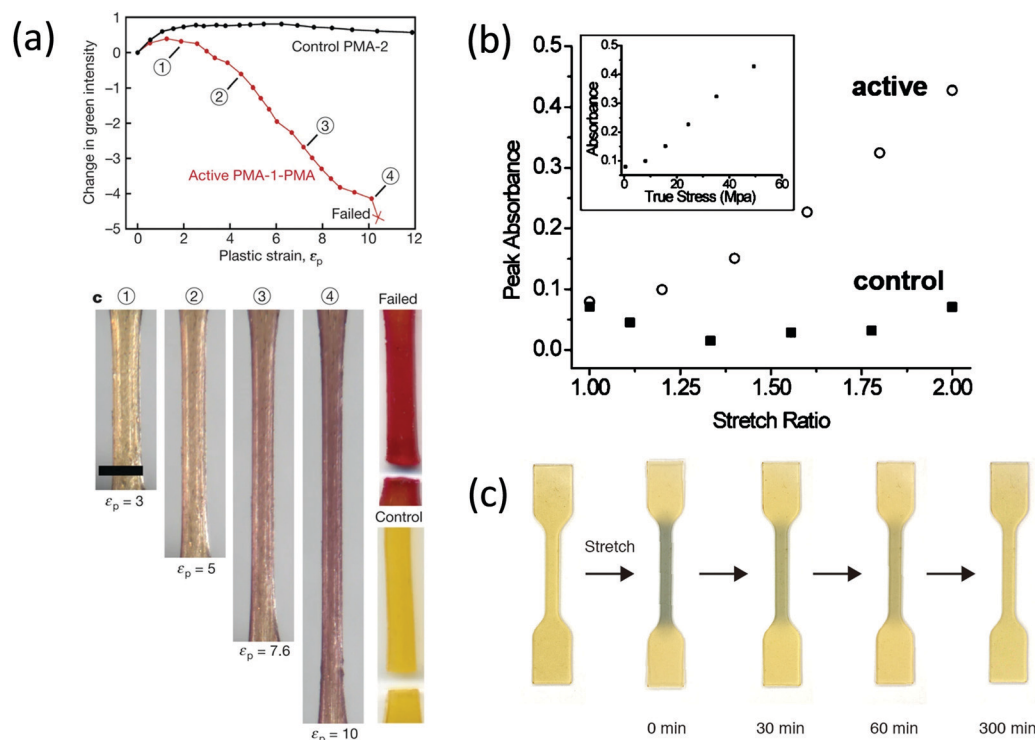 (a)
1
0
−1
−2
−3
−4
−5
Change in green intensity
Control PMA-2
①
②
③
④
Active PMA-1-PMA
Failed
0 2 4 6 8 10 12
Plastic strain, εp
c ① ② ③ ④ Failed
εp = 3
εp = 5
εp = 7.6
εp = 10
Control
(b)
0.5
0.4
0.3
0.2
0.1
0.0
Peak Absorbance
0.5
0.4
0.3
0.2
0.1
Absorbance
0 20 40 60
True Stress (Mpa)
active
control
1.00 1.25 1.50 1.75 2.00
Stretch Ratio
(c)
Stretch
0 min 30 min 60 min 300 min